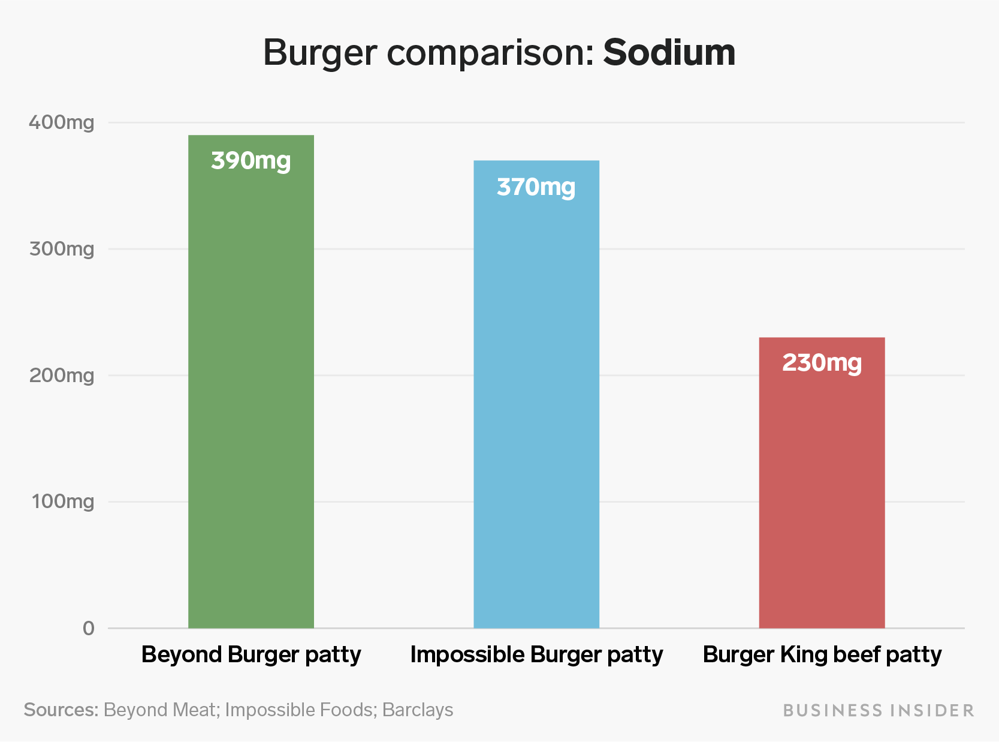 Burger comparison: Sodium
400mg
300mg
200mg
100mg
0
390mg
370mg
230mg
Beyond Burger patty
Impossible Burger patty
Burger King beef patty
Sources: Beyond Meat; Impossible Foods; Barclays
BUSINESS INSIDER